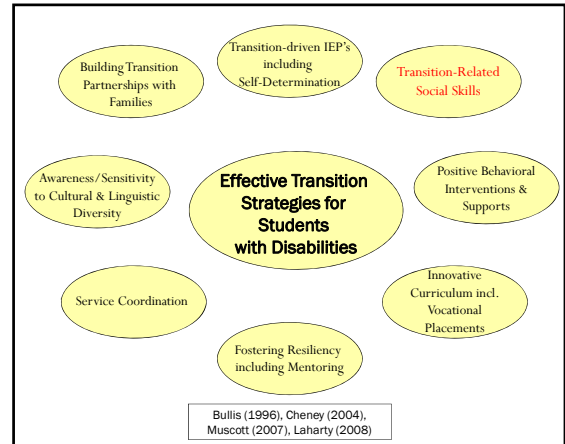 Transition-driven IEP's
including
Self-Determination
Building Transition
Partnerships with
Families
Transition-Related
Social Skills
Awareness/Sensitivity
to Cultural & Linguistic
Diversity
Effective Transition
Strategies for
Students
with Disabilities
Positive Behavioral
Interventions &
Supports
Service Coordination
Innovative
Curriculum incl.
Vocational
Placements
Fostering Resiliency
including Mentoring
Bullis (1996), Cheney (2004),
Muscott (2007), Laharty (2008)